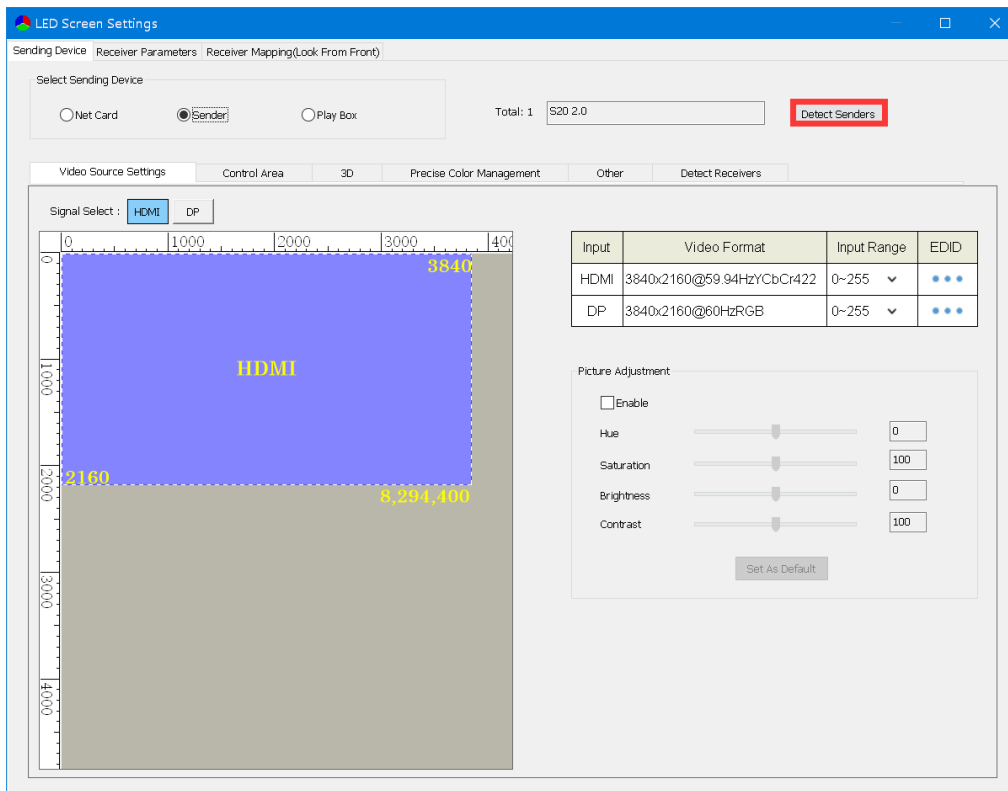 LED Screen Settings
Sending Device Receiver Parameters Receiver Mapping(Look From Front)
Select Sending Device
Net Card Sender Play Box
Total: 1 S20 2.0 Detect Senders
Video Source Settings Control Area 3D Precise Color Management Other Detect Receivers
Signal Select : HDMI DP
0 1000 2000 3000 400
0
1000
2000
3000
4000
3840
HDMI
2160
8,294,400
Input Video Format Input Range EDID
HDMI 3840x2160@59.94HzYCbCr422 0~255
DP 3840x2160@60HzRGB 0~255
Picture Adjustment
Enable
Hue 0
Saturation 100
Brightness 0
Contrast 100
Set As Default